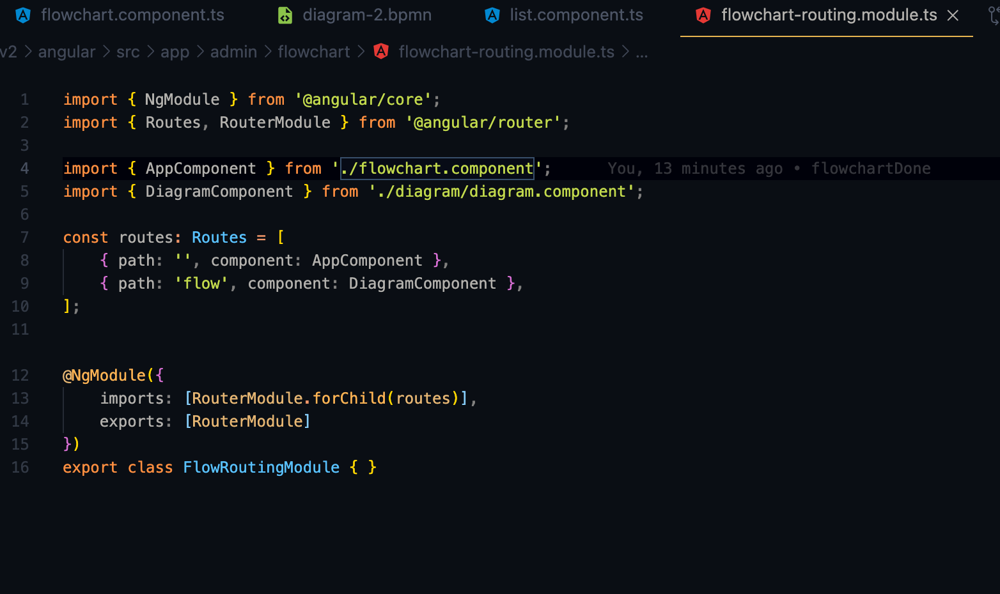 flowchart.component.ts diagram-2.bpmn list.component.ts flowchart-routing.module.ts
v2 > angular > src > app > admin > flowchart > flowchart-routing.module.ts > ...
1 import { NgModule } from '@angular/core';
2 import { Routes, RouterModule } from '@angular/router';
3
4 import { AppComponent } from './flowchart.component'; You, 13 minutes ago • flowchartDone
5 import { DiagramComponent } from './diagram/diagram.component';
6
7 const routes: Routes = [
8 { path: '', component: AppComponent },
9 { path: 'flow', component: DiagramComponent },
10 ];
11
12 @NgModule({
13 imports: [RouterModule.forChild(routes)],
14 exports: [RouterModule]
15 })
16 export class FlowRoutingModule { }